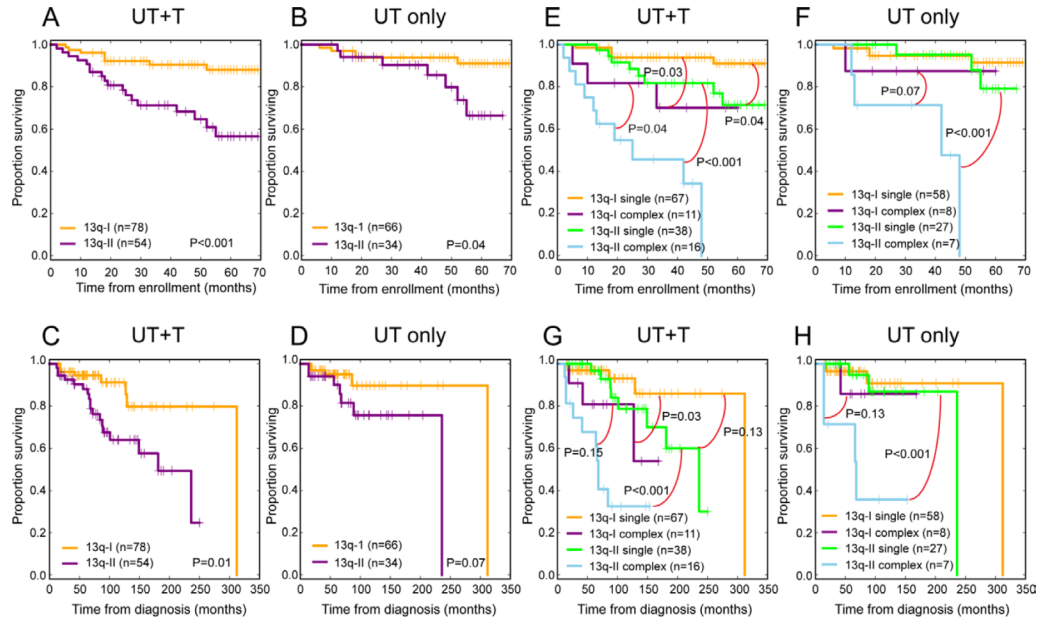 A UT+T
1.0
0.8
0.6
0.4
0.2
0.0
Proportion surviving
13q-I (n=78)
13q-II (n=54)
P<0.001
0 10 20 30 40 50 60 70
Time from enrollment (months)
B UT only
1.0
0.8
0.6
0.4
0.2
0.0
Proportion surviving
13q-1 (n=66)
13q-II (n=34)
P=0.04
0 10 20 30 40 50 60 70
Time from enrollment (months)
E UT+T
1.0
0.8
0.6
0.4
0.2
0.0
Proportion surviving
P=0.03
P=0.04
P=0.04
P<0.001
13q-I single (n=67)
13q-I complex (n=11)
13q-II single (n=38)
13q-II complex (n=16)
0 10 20 30 40 50 60 70
Time from enrollment (months)
F UT only
1.0
0.8
0.6
0.4
0.2
0.0
Proportion surviving
P=0.07
P<0.001
13q-I single (n=58)
13q-I complex (n=8)
13q-II single (n=27)
13q-II complex (n=7)
0 10 20 30 40 50 60 70
Time from enrollment (months)
C UT+T
1.0
0.8
0.6
0.4
0.2
0.0
Proportion surviving
13q-I (n=78)
13q-II (n=54)
P=0.01
0 50 100 150 200 250 300 350
Time from diagnosis (months)
D UT only
1.0
0.8
0.6
0.4
0.2
0.0
Proportion surviving
13q-1 (n=66)
13q-II (n=34)
P=0.07
0 50 100 150 200 250 300 350
Time from diagnosis (months)
G UT+T
1.0
0.8
0.6
0.4
0.2
0.0
Proportion surviving
P=0.03
P=0.13
P=0.15
P<0.001
13q-I single (n=67)
13q-I complex (n=11)
13q-II single (n=38)
13q-II complex (n=16)
0 50 100 150 200 250 300 350
Time from diagnosis (months)
H UT only
1.0
0.8
0.6
0.4
0.2
0.0
Proportion surviving
P=0.13
P<0.001
13q-I single (n=58)
13q-I complex (n=8)
13q-II single (n=27)
13q-II complex (n=7)
0 50 100 150 200 250 300 350
Time from diagnosis (months)